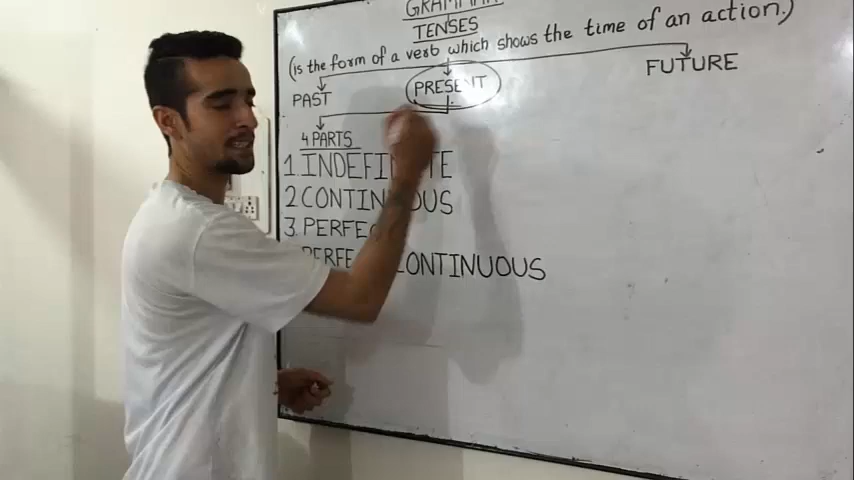 GRAMMAR
TENSES
(is the form of a verb which shows the time of an action.)
PAST PRESENT FUTURE
4 PARTS
1. INDEFINITE
2 CONTINUOUS
3. PERFECT
PERFECT CONTINUOUS